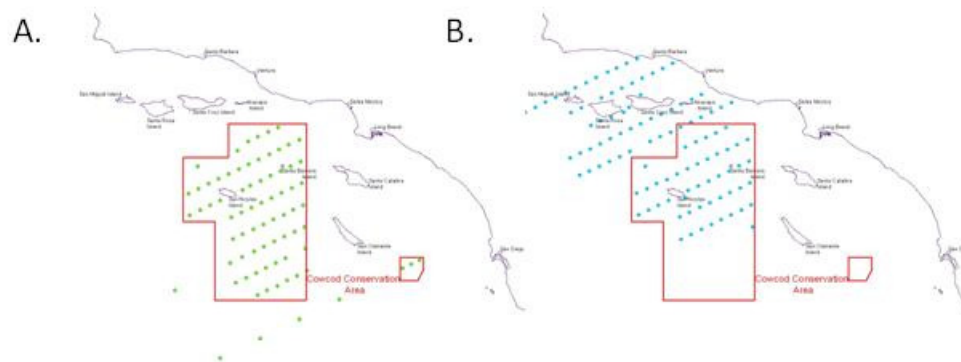 A.
Santa Barbara
Ventura
San Miguel Island
Santa Rosa
Island
Santa Cruz Island
Anacapa
Island
Santa Monica
Long Beach
Santa Barbara
Island
San Nicolas
Island
Santa Catalina
Island
San Clemente
Island
San Diego
Cowcod Conservation
Area
B.
Santa Barbara
Ventura
San Miguel Island
Santa Rosa
Island
Santa Cruz Island
Anacapa
Island
Santa Monica
Long Beach
Santa Barbara
Island
San Nicolas
Island
Santa Catalina
Island
San Clemente
Island
Cowcod Conservation
Area